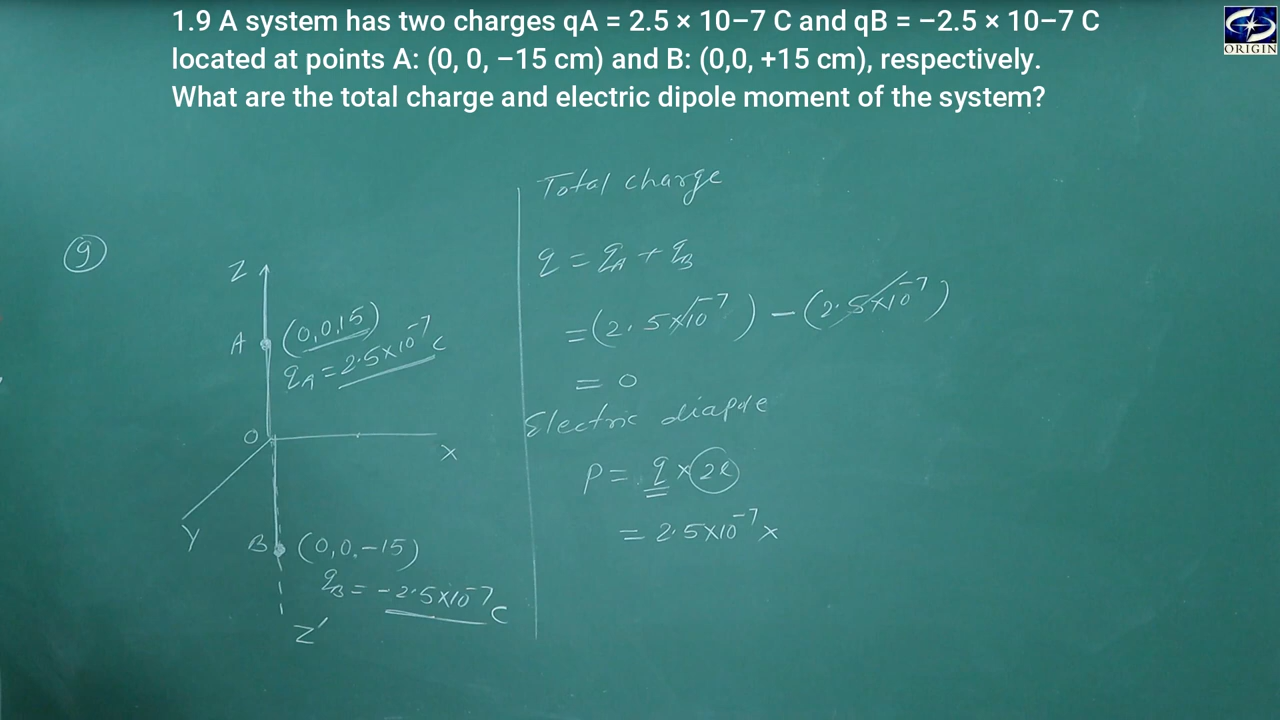 1.9 A system has two charges qA = 2.5 × 10–7 C and qB = –2.5 × 10–7 C
located at points A: (0, 0, –15 cm) and B: (0,0, +15 cm), respectively.
What are the total charge and electric dipole moment of the system?
ORIGIN
9
Z
A (0,0,15)
qA = 2.5×10⁻⁷ C
O
X
Y
B (0,0,-15)
qB = -2.5×10⁻⁷ C
Z'
Total charge
q = qA + qB
= (2.5×10⁻⁷) - (2.5×10⁻⁷)
= 0
Electric diapole
P = q × 2l
= 2.5×10⁻⁷ ×